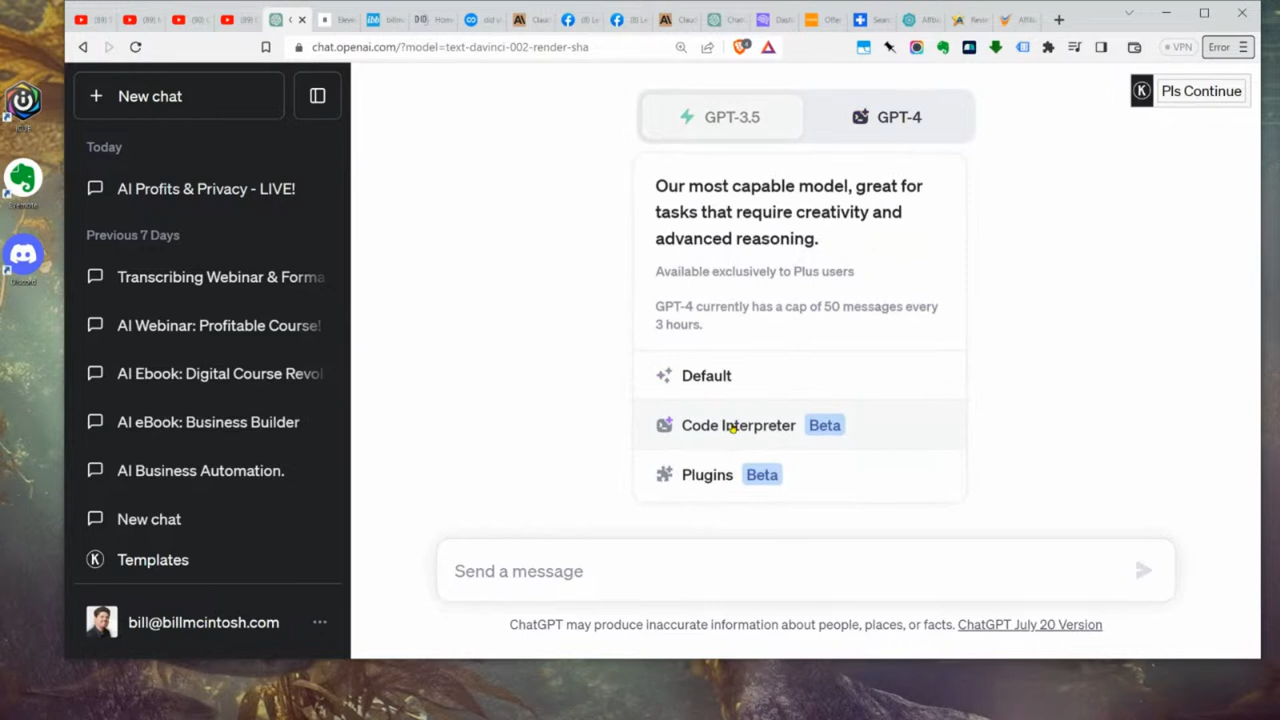 chat.openai.com/?model=text-davinci-002-render-sha
VPN
Error
New chat
Today
AI Profits & Privacy - LIVE!
Previous 7 Days
Transcribing Webinar & Forma
AI Webinar: Profitable Course!
AI Ebook: Digital Course Revol
AI eBook: Business Builder
AI Business Automation.
New chat
K Templates
bill@billmcintosh.com
GPT-3.5
GPT-4
K Pls Continue
Our most capable model, great for
tasks that require creativity and
advanced reasoning.
Available exclusively to Plus users
GPT-4 currently has a cap of 50 messages every
3 hours.
Default
Code Interpreter Beta
Plugins Beta
Send a message
ChatGPT may produce inaccurate information about people, places, or facts. ChatGPT July 20 Version
Discord